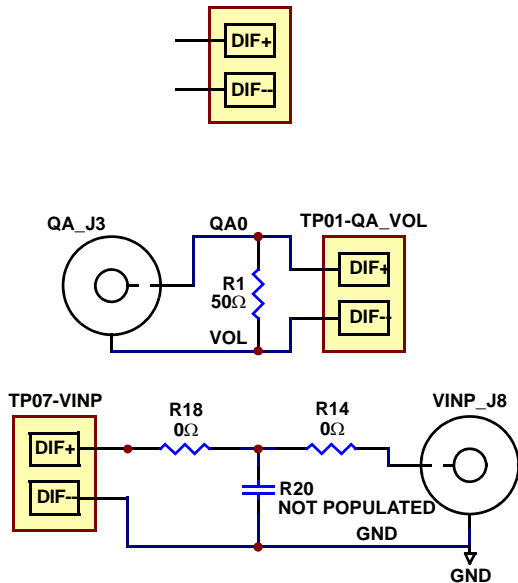 DIF+
DIF--
QA_J3
QA0
TP01-QA_VOL
DIF+
R1
50Ω
DIF--
VOL
TP07-VINP
R18
0Ω
R14
0Ω
VINP_J8
DIF+
DIF--
R20
NOT POPULATED
GND
GND